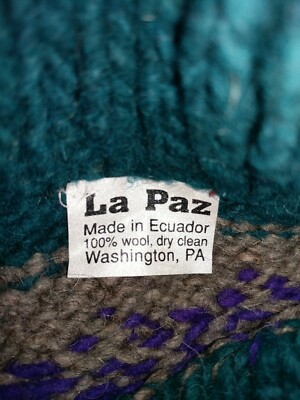 La Paz
Made in Ecuador
100% wool, dry clean
Washington, PA